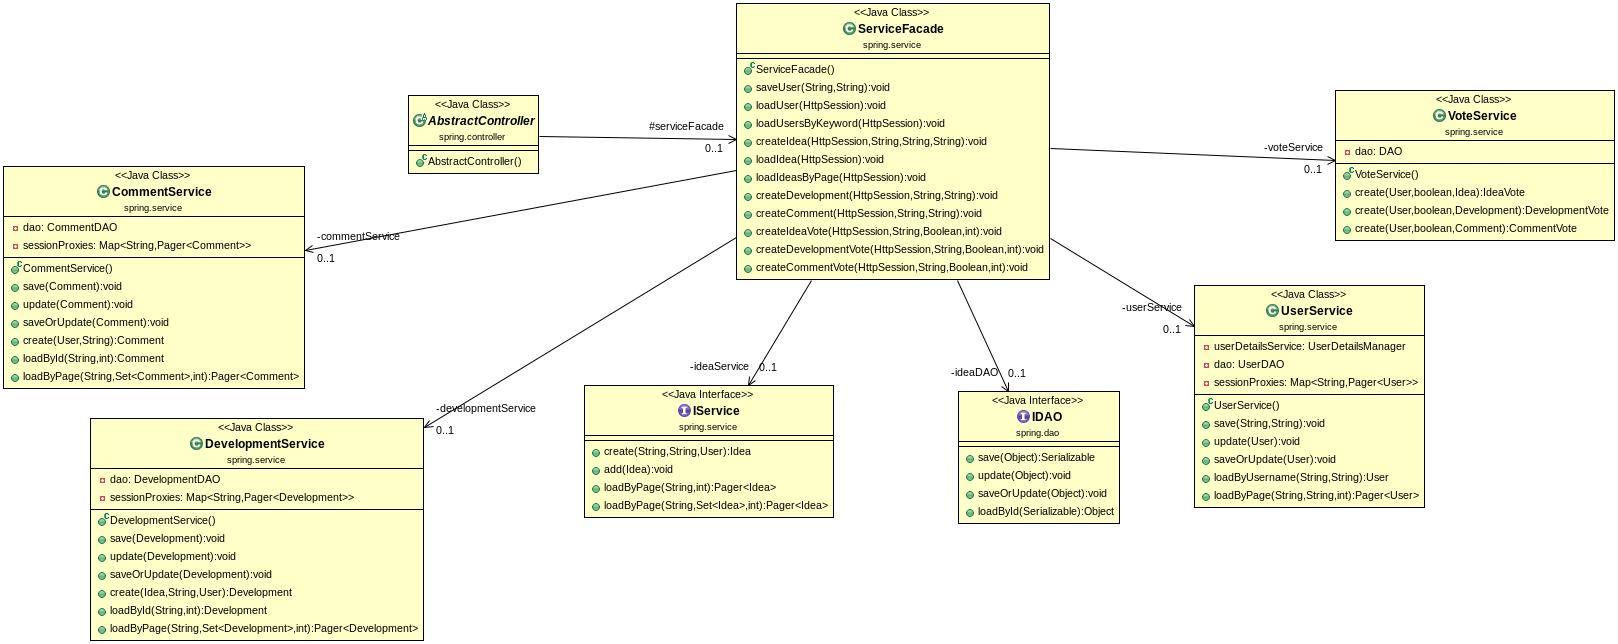 <<Java Class>>
ServiceFacade
spring.service
ServiceFacade()
saveUser(String,String):void
loadUser(HttpSession):void
loadUsersByKeyword(HttpSession):void
createIdea(HttpSession,String,String,String):void
loadIdea(HttpSession):void
loadIdeasByPage(HttpSession):void
createDevelopment(HttpSession,String,String):void
createComment(HttpSession,String,String):void
createIdeaVote(HttpSession,String,Boolean,int):void
createDevelopmentVote(HttpSession,String,Boolean,int):void
createCommentVote(HttpSession,String,Boolean,int):void
<<Java Class>>
AbstractController
spring.controller
AbstractController()
#serviceFacade
0..1
<<Java Class>>
VoteService
spring.service
dao: DAO
VoteService()
create(User,boolean,Idea):IdeaVote
create(User,boolean,Development):DevelopmentVote
create(User,boolean,Comment):CommentVote
-voteService
0..1
<<Java Class>>
CommentService
spring.service
dao: CommentDAO
sessionProxies: Map<String,Pager<Comment>>
CommentService()
save(Comment):void
update(Comment):void
saveOrUpdate(Comment):void
create(User,String):Comment
loadById(String,int):Comment
loadByPage(String,Set<Comment>,int):Pager<Comment>
-commentService
0..1
<<Java Class>>
UserService
spring.service
userDetailsService: UserDetailsManager
dao: UserDAO
sessionProxies: Map<String,Pager<User>>
UserService()
save(String,String):void
update(User):void
saveOrUpdate(User):void
loadByUsername(String,String):User
loadByPage(String,String,int):Pager<User>
-userService
0..1
-ideaService
0..1
<<Java Interface>>
IService
spring.service
create(String,String,User):Idea
add(Idea):void
loadByPage(String,int):Pager<Idea>
loadByPage(String,Set<Idea>,int):Pager<Idea>
-ideaDAO
0..1
<<Java Interface>>
IDAO
spring.dao
save(Object):Serializable
update(Object):void
saveOrUpdate(Object):void
loadById(Serializable):Object
-developmentService
0..1
<<Java Class>>
DevelopmentService
spring.service
dao: DevelopmentDAO
sessionProxies: Map<String,Pager<Development>>
DevelopmentService()
save(Development):void
update(Development):void
saveOrUpdate(Development):void
create(Idea,String,User):Development
loadById(String,int):Development
loadByPage(String,Set<Development>,int):Pager<Development>